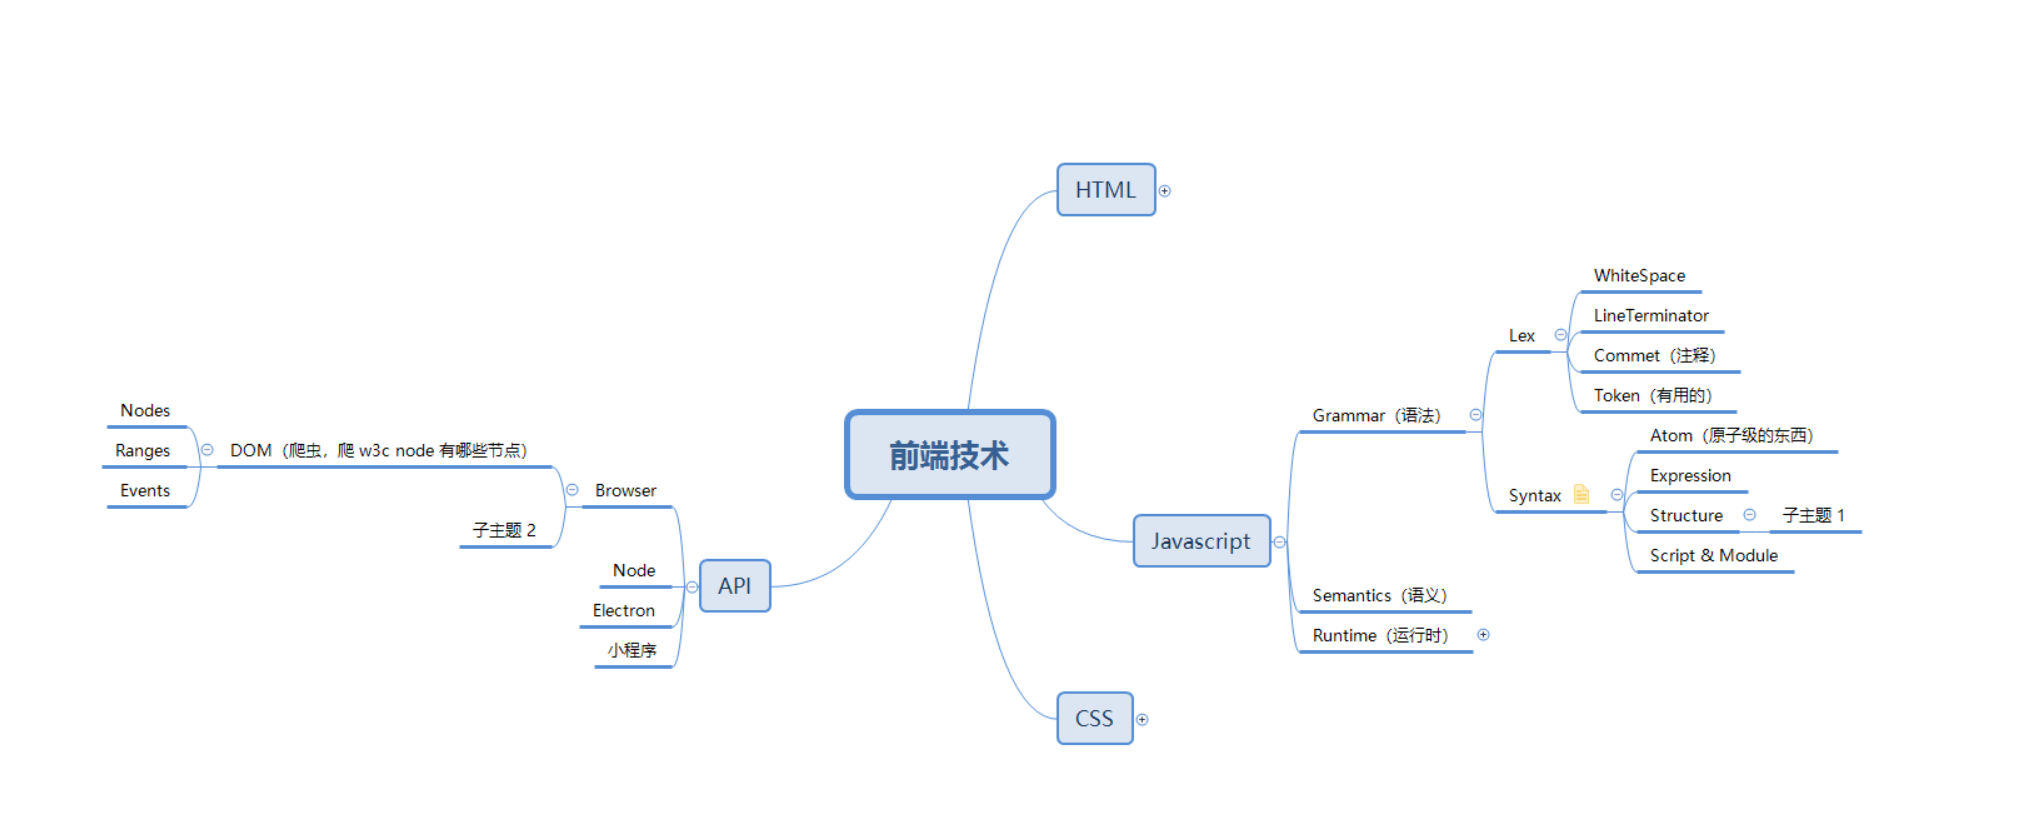 前端技术
HTML
Javascript
Grammar（语法）
Lex
WhiteSpace
LineTerminator
Commet（注释）
Token（有用的）
Syntax
Atom（原子级的东西）
Expression
Structure
子主题 1
Script & Module
Semantics（语义）
Runtime（运行时）
CSS
API
Browser
DOM（爬虫，爬 w3c node 有哪些节点）
Nodes
Ranges
Events
子主题 2
Node
Electron
小程序